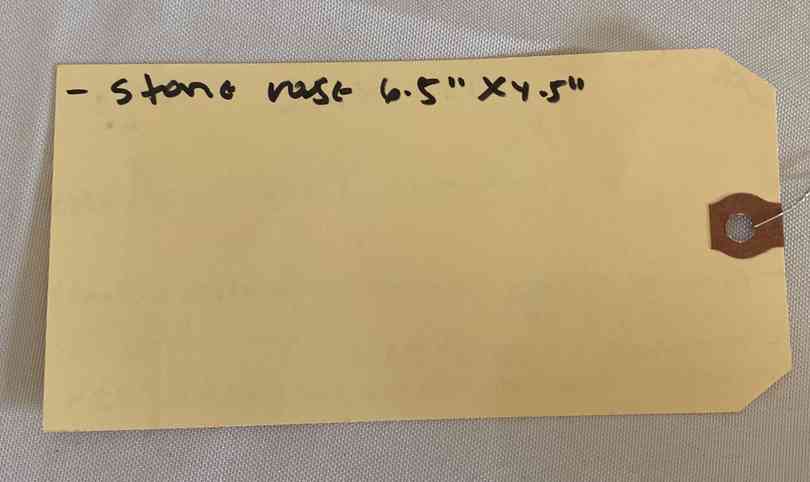 - Stone vase 6.5" X 4.5"